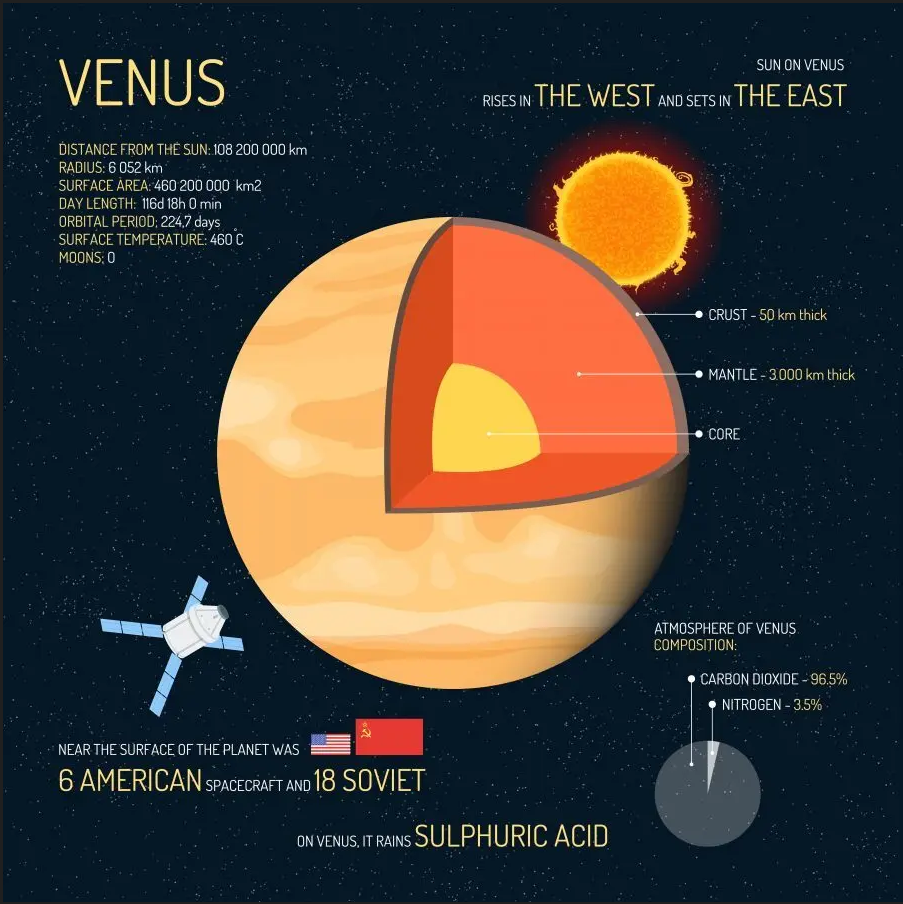 VENUS
SUN ON VENUS
RISES IN THE WEST AND SETS IN THE EAST
DISTANCE FROM THE SUN: 108 200 000 km
RADIUS: 6 052 km
SURFACE AREA: 460 200 000 km2
DAY LENGTH: 116d 18h 0 min
ORBITAL PERIOD; 224,7 days
SURFACE TEMPERATURE: 460°C
MOONS; 0
CRUST - 50 km thick
MANTLE - 3.000 km thick
CORE
ATMOSPHERE OF VENUS
COMPOSITION:
CARBON DIOXIDE - 96.5%
NITROGEN - 3.5%
NEAR THE SURFACE OF THE PLANET WAS
6 AMERICAN SPACECRAFT AND 18 SOVIET
ON VENUS, IT RAINS SULPHURIC ACID